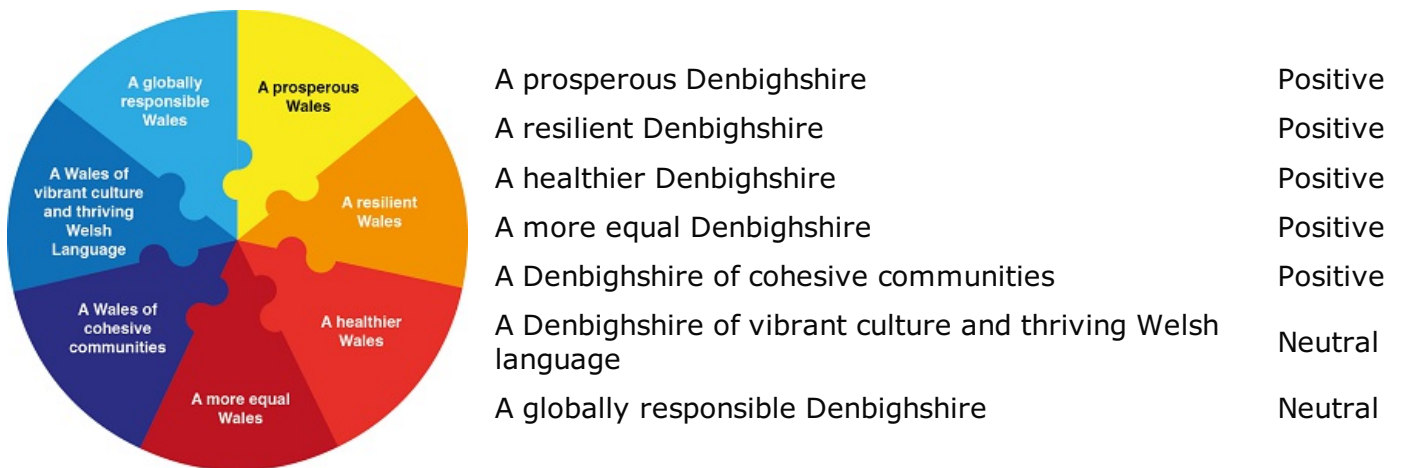 A globally
responsible
Wales
A prosperous
Wales
A Wales of
vibrant culture
and thriving
Welsh
Language
A resilient
Wales
A Wales of
cohesive
communities
A healthier
Wales
A more equal
Wales
A prosperous Denbighshire Positive
A resilient Denbighshire Positive
A healthier Denbighshire Positive
A more equal Denbighshire Positive
A Denbighshire of cohesive communities Positive
A Denbighshire of vibrant culture and thriving Welsh
language Neutral
A globally responsible Denbighshire Neutral